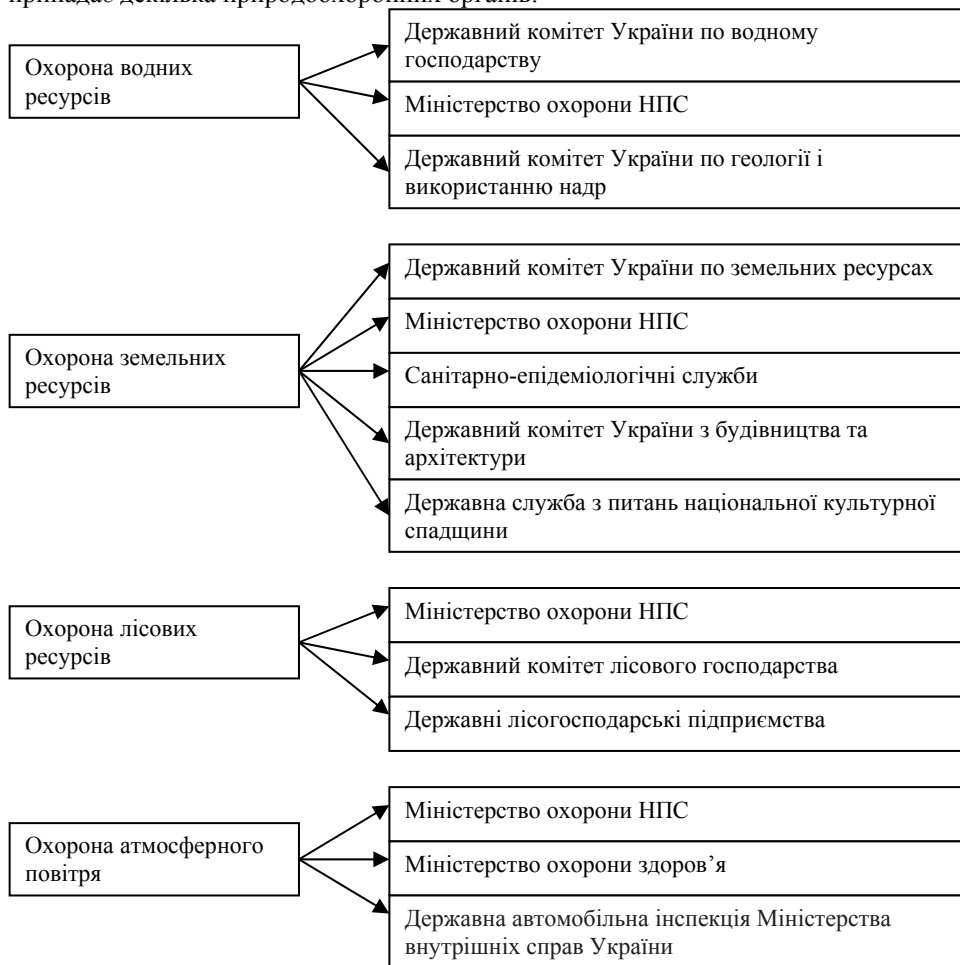 Охорона водних
ресурсів
Державний комітет України по водному
господарству
Міністерство охорони НПС
Державний комітет України по геології і
використанню надр
Охорона земельних
ресурсів
Державний комітет України по земельних ресурсах
Міністерство охорони НПС
Санітарно-епідеміологічні служби
Державний комітет України з будівництва та
архітектури
Державна служба з питань національної культурної
спадщини
Охорона лісових
ресурсів
Міністерство охорони НПС
Державний комітет лісового господарства
Державні лісогосподарські підприємства
Охорона атмосферного
повітря
Міністерство охорони НПС
Міністерство охорони здоров’я
Державна автомобільна інспекція Міністерства
внутрішніх справ України